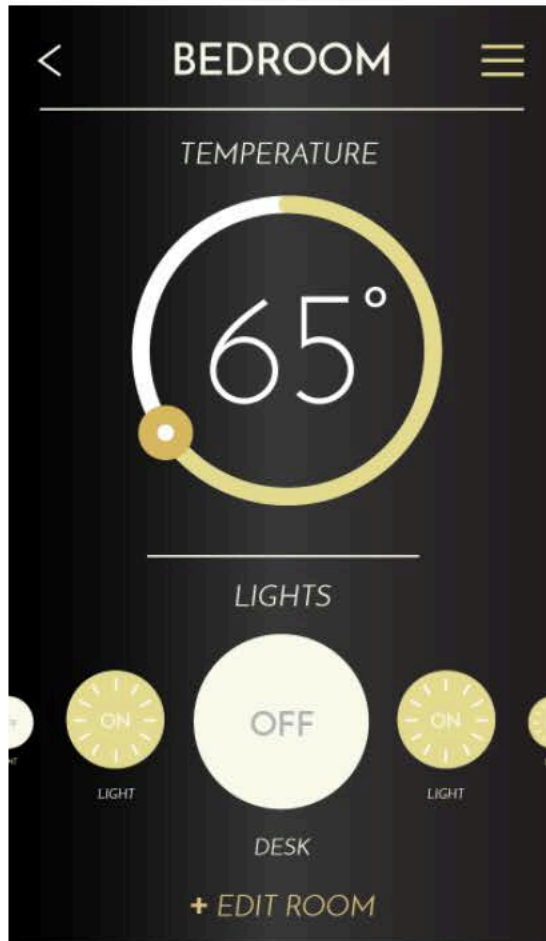 BEDROOM
TEMPERATURE
65°
LIGHTS
ON OFF ON
LIGHT LIGHT
DESK
+ EDIT ROOM